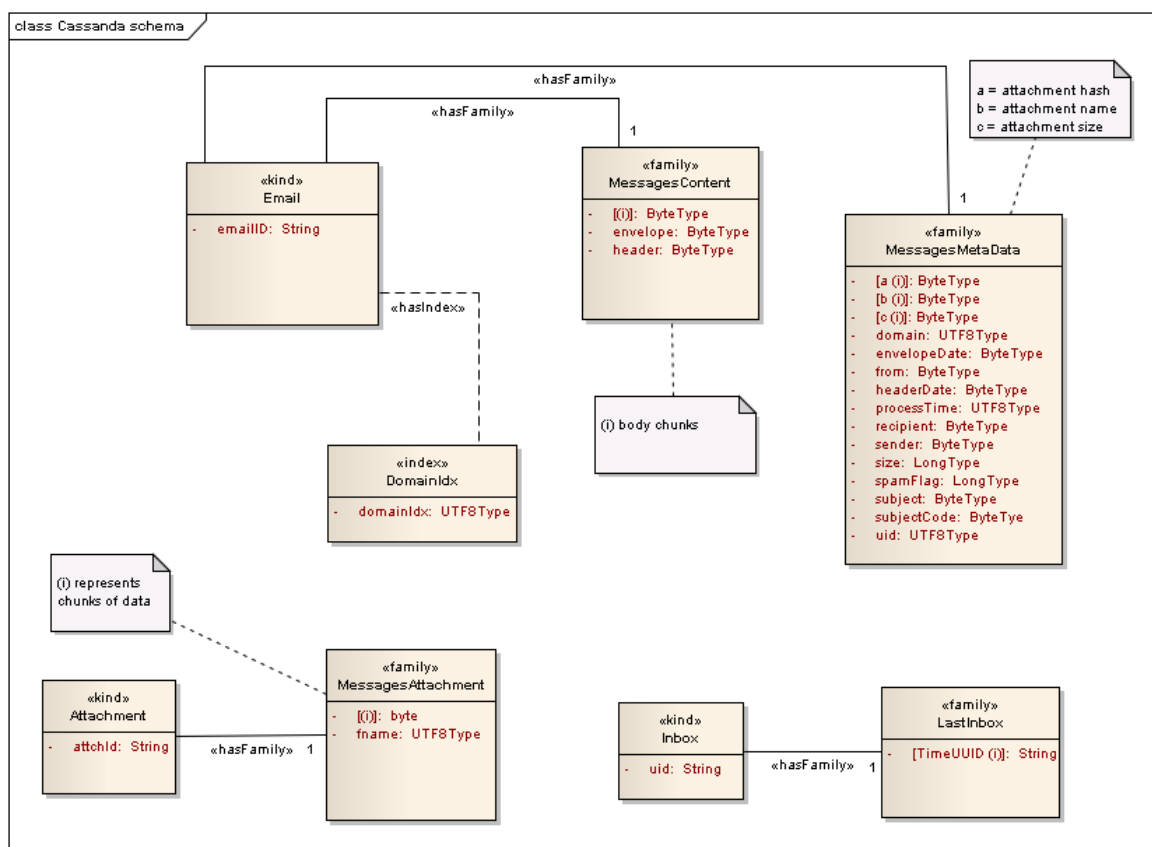 class Cassanda schema
«hasFamily»
«hasFamily»
1
1
a = attachment hash
b = attachment name
c = attachment size
«kind»
Email
- emailID: String
«family»
MessagesContent
- [(i)]: ByteType
- envelope: ByteType
- header: ByteType
«family»
MessagesMetaData
- [a (i)]: ByteType
- [b (i)]: ByteType
- [c (i)]: ByteType
- domain: UTF8Type
- envelopeDate: ByteType
- from: ByteType
- headerDate: ByteType
- processTime: UTF8Type
- recipient: ByteType
- sender: ByteType
- size: LongType
- spamFlag: LongType
- subject: ByteType
- subjectCode: ByteTye
- uid: UTF8Type
«hasIndex»
(i) body chunks
«index»
DomainIdx
- domainIdx: UTF8Type
(i) represents
chunks of data
«kind»
Attachment
- attchId: String
«hasFamily»
1
«family»
MessagesAttachment
- [(i)]: byte
- fname: UTF8Type
«kind»
Inbox
- uid: String
«hasFamily»
1
«family»
LastInbox
- [TimeUUID (i)]: String